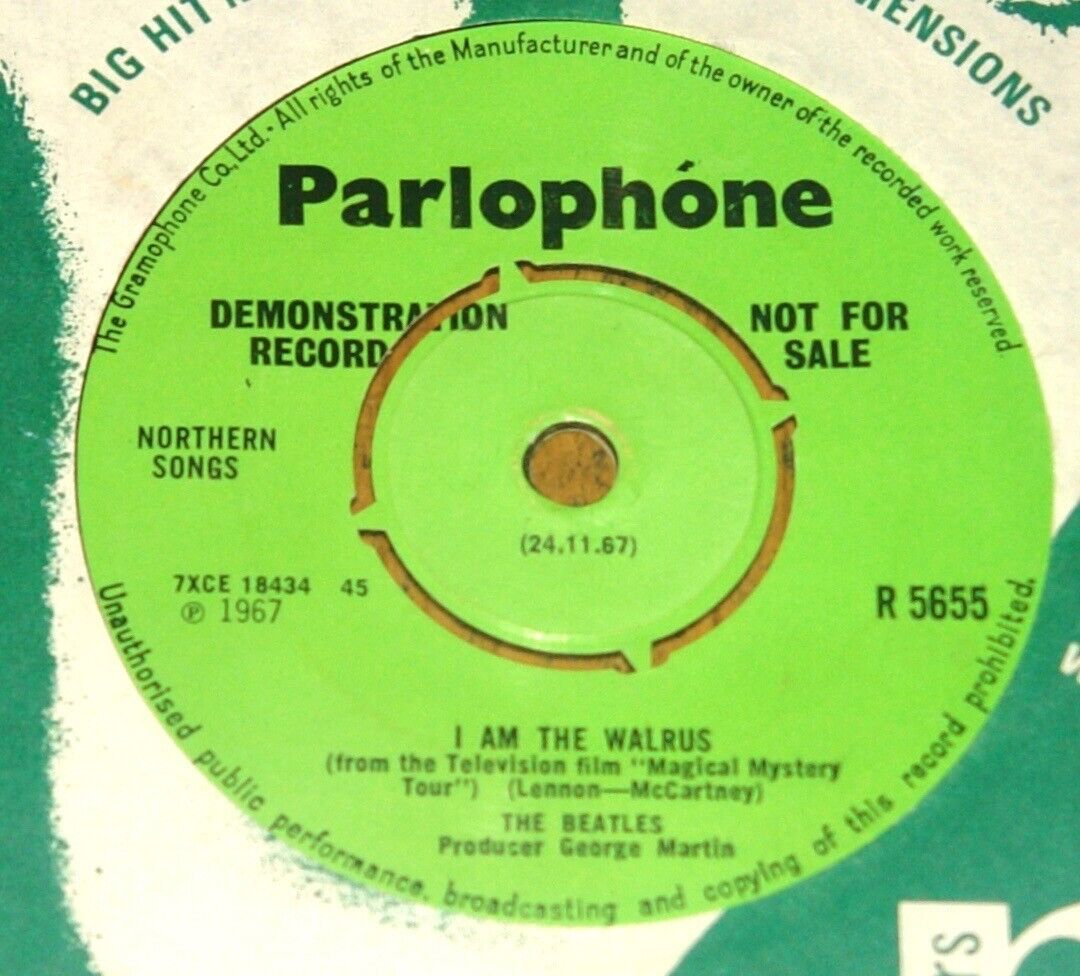 BIG HIT
MENSIONS
The Gramophone Co., Ltd. · All rights of the Manufacturer and of the owner of the recorded work reserved
Parlophóne
DEMONSTRATION
RECORD
NOT FOR
SALE
NORTHERN
SONGS
(24.11.67)
7XCE 18434 45
℗ 1967
R 5655
I AM THE WALRUS
(from the Television film "Magical Mystery
Tour") (Lennon—McCartney)
THE BEATLES
Producer George Martin
Unauthorised public performance, broadcasting and copying of this record prohibited.